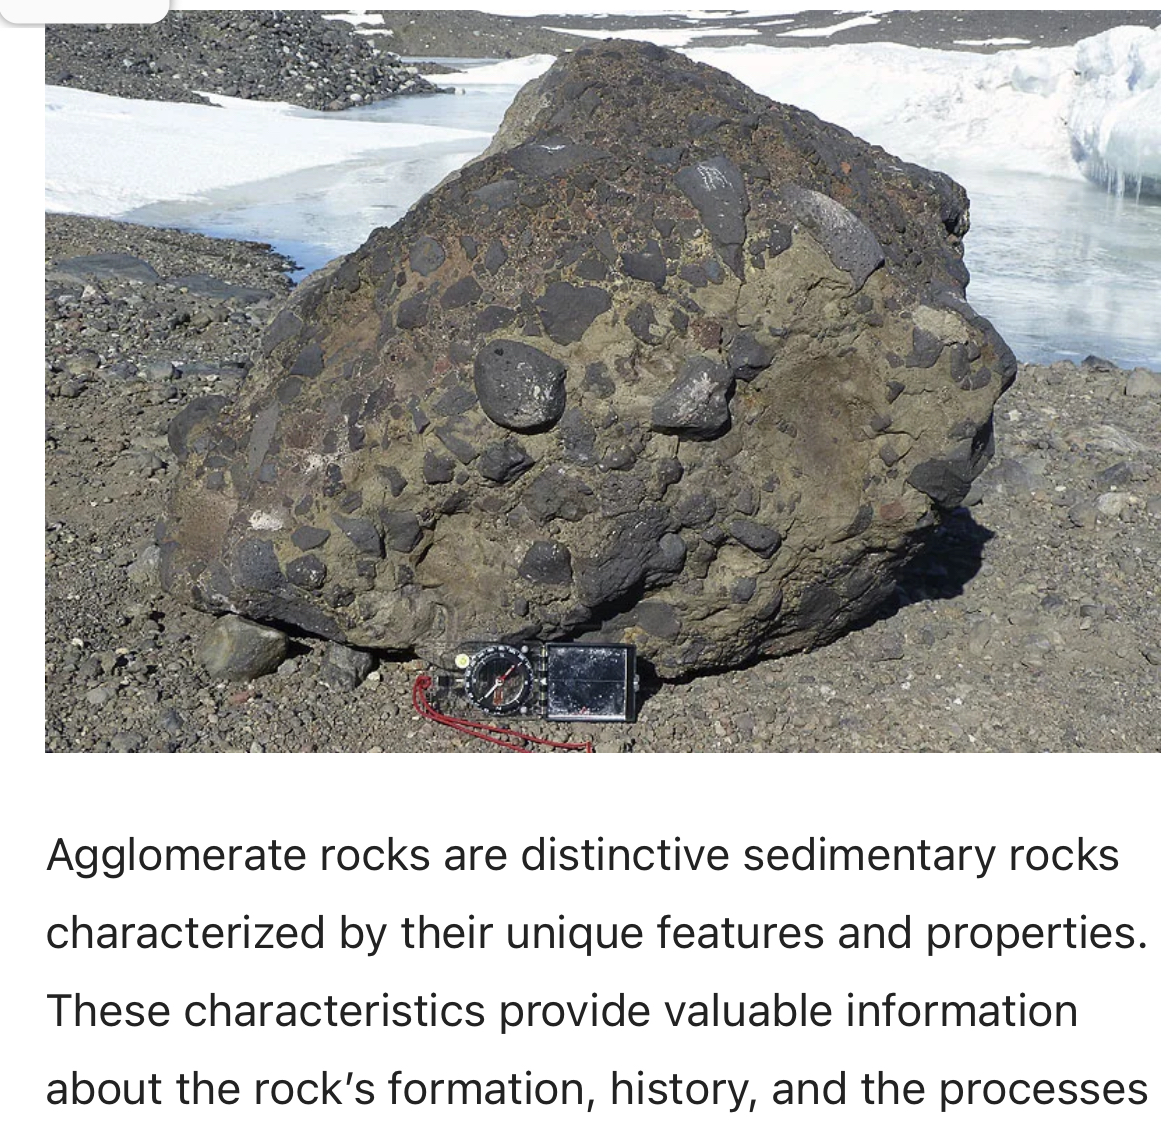 Agglomerate rocks are distinctive sedimentary rocks
characterized by their unique features and properties.
These characteristics provide valuable information
about the rock’s formation, history, and the processes